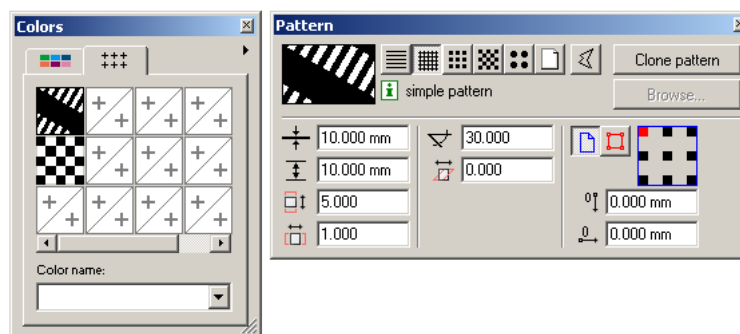 Colors
Color name:
Pattern
Clone pattern
simple pattern
Browse...
10.000 mm
30.000
10.000 mm
0.000
5.000
0.000 mm
1.000
0.000 mm